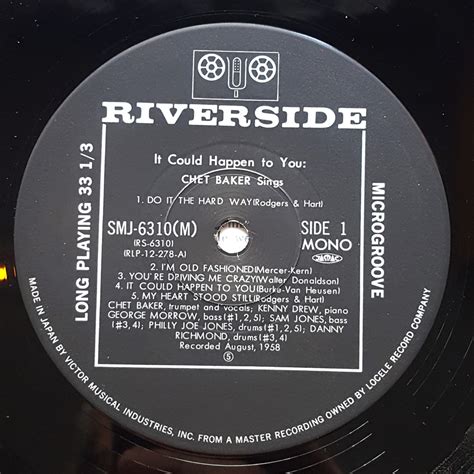 RIVERSIDE
It Could Happen to You:
CHET BAKER Sings
1. DO IT THE HARD WAY(Rodgers & Hart)
SMJ-6310(M)
(RS-6310)
(RLP-12-278-A)
SIDE 1
MONO
2. I'M OLD FASHIONED(Mercer-Kern)
3. YOU'RE DRIVING ME CRAZY(Walter Donaldson)
4. IT COULD HAPPEN TO YOU(Burke-Van Heusen)
5. MY HEART STOOD STILL(Rodgers & Hart)
CHET BAKER, trumpet and vocals; KENNY DREW, piano
GEORGE MORROW, bass (#1,2,5); SAM JONES, bass
(#3,4); PHILLY JOE JONES, drums(#1,2,5); DANNY
RICHMOND, drums(#3,4)
Recorded August, 1958
S
LONG PLAYING 33 1/3
MICROGROOVE
MADE IN JAPAN BY VICTOR MUSICAL INDUSTRIES, INC. FROM A MASTER RECORDING OWNED BY LOCELE RECORD COMPANY